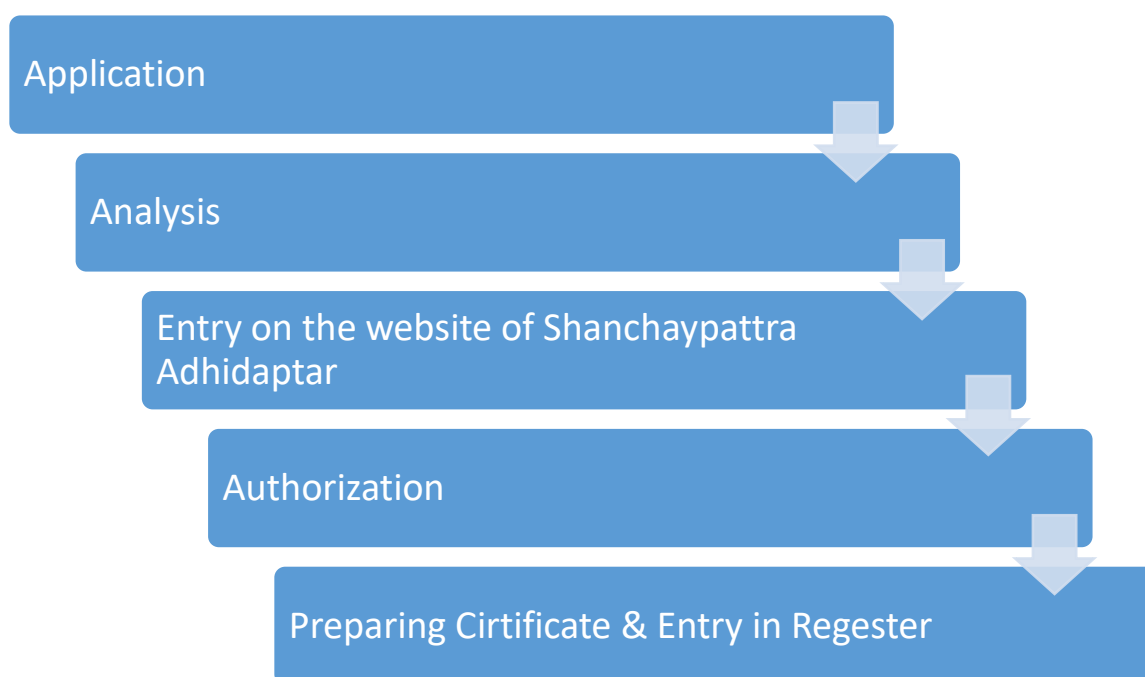 Application
Analysis
Entry on the website of Shanchaypattra
Adhidaptar
Authorization
Preparing Cirtificate & Entry in Regester